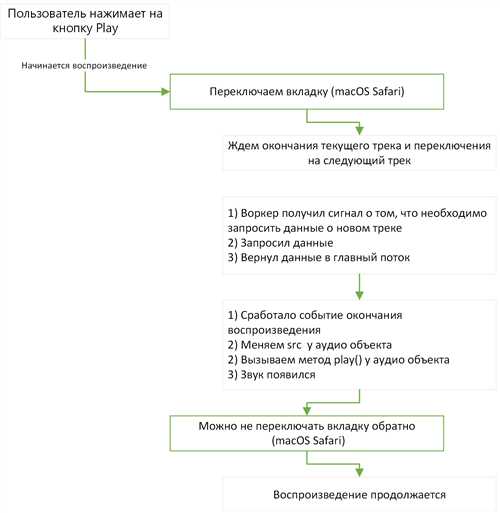 Пользователь нажимает на
кнопку Play
Начинается воспроизведение
Переключаем вкладку (macOS Safari)
Ждем окончания текущего трека и переключения
на следующий трек
1) Воркер получил сигнал о том, что необходимо
запросить данные о новом треке
2) Запросил данные
3) Вернул данные в главный поток
1) Сработало событие окончания
воспроизведения
2) Меняем src у аудио объекта
2) Вызываем метод play() у аудио объекта
3) Звук появился
Можно не переключать вкладку обратно
(macOS Safari)
Воспроизведение продолжается